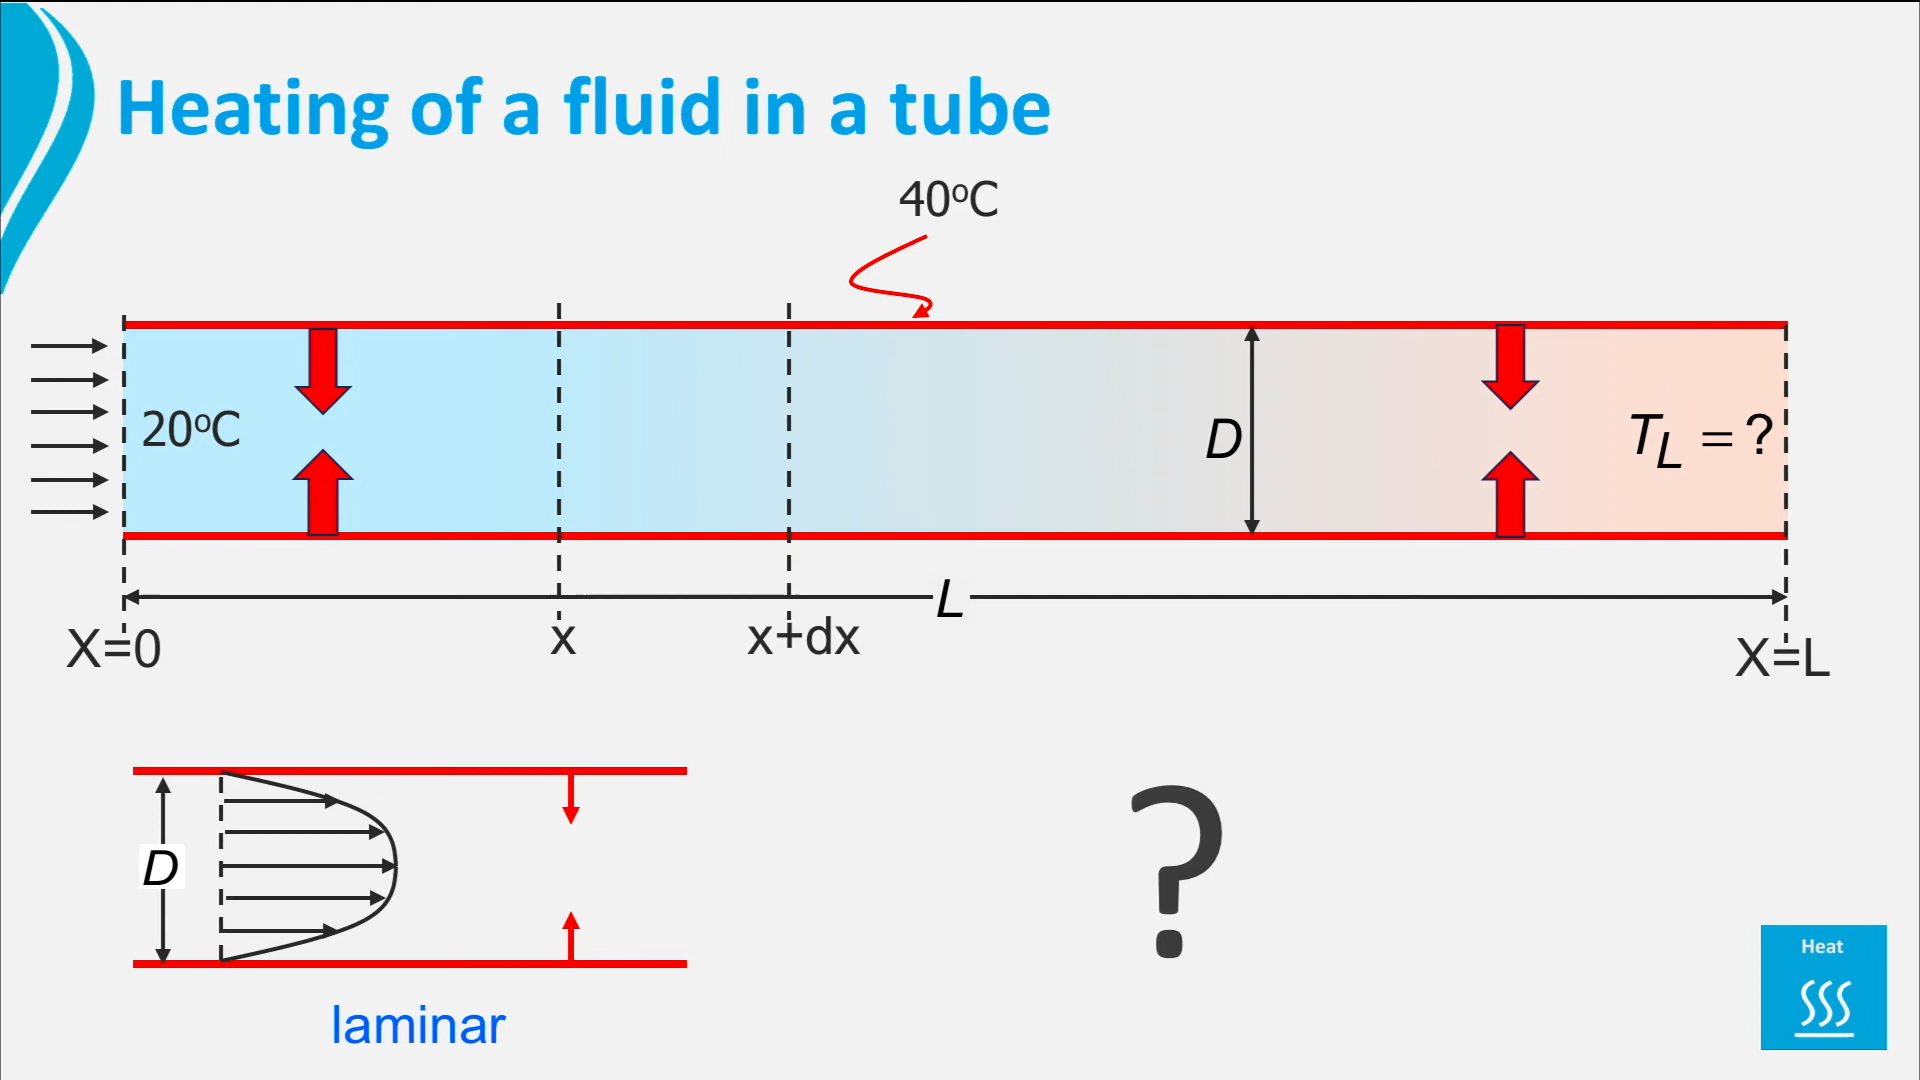 Heating of a fluid in a tube
40ºC
20ºC
D
T_L = ?
L
X=0
x
x+dx
X=L
D
?
laminar
Heat